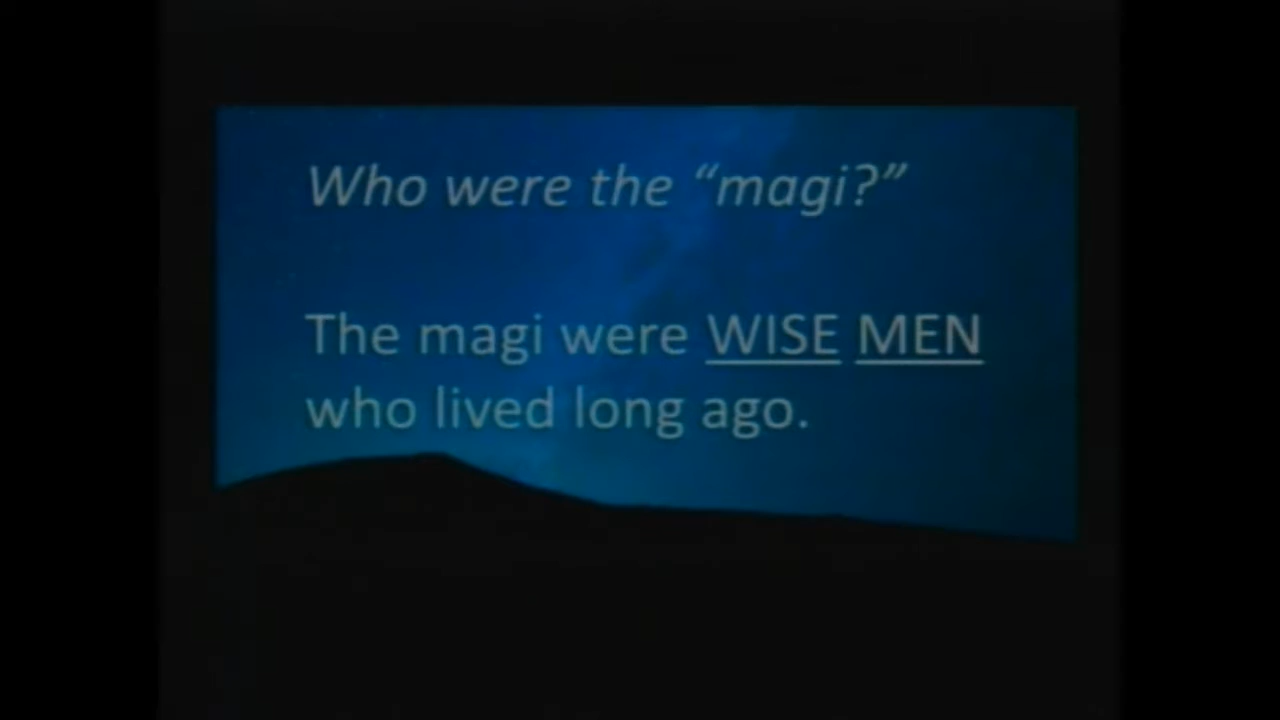 Who were the “magi?”
The magi were WISE MEN
who lived long ago.